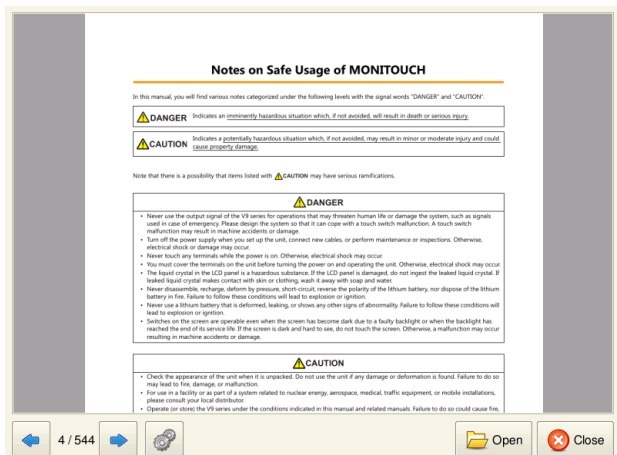 Notes on Safe Usage of MONITOUCH
In this manual, you will find various notes categorized under the following levels with the signal words "DANGER" and "CAUTION".
DANGER Indicates an imminently hazardous situation which, if not avoided, will result in death or serious injury.
CAUTION Indicates a potentially hazardous situation which, if not avoided, may result in minor or moderate injury and could
cause property damage.
Note that there is a possibility that items listed with CAUTION may have serious ramifications.
DANGER
• Never use the output signal of the V9 series for operations that may threaten human life or damage the system, such as signals
used in case of emergency. Please design the system so that it can cope with a touch switch malfunction. A touch switch
malfunction may result in machine accidents or damage.
• Turn off the power supply when you set up the unit, connect new cables, or perform maintenance or inspections. Otherwise,
electrical shock or damage may occur.
• Never touch any terminals while the power is on. Otherwise, electrical shock may occur.
• You must cover the terminals on the unit before turning the power on and operating the unit. Otherwise, electrical shock may occur.
• The liquid crystal in the LCD panel is a hazardous substance. If the LCD panel is damaged, do not ingest the leaked liquid crystal. If
leaked liquid crystal makes contact with skin or clothing, wash it away with soap and water.
• Never disassemble, recharge, deform by pressure, short-circuit, reverse the polarity of the lithium battery, nor dispose of the lithium
battery in fire. Failure to follow these conditions will lead to explosion or ignition.
• Never use a lithium battery that is deformed, leaking, or shows any other signs of abnormality. Failure to follow these conditions will
lead to explosion or ignition.
• Switches on the screen are operable even when the screen has become dark due to a faulty backlight or when the backlight has
reached the end of its service life. If the screen is dark and hard to see, do not touch the screen. Otherwise, a malfunction may occur
resulting in machine accidents or damage.
CAUTION
• Check the appearance of the unit when it is unpacked. Do not use the unit if any damage or deformation is found. Failure to do so
may lead to fire, damage, or malfunction.
• For use in a facility or as part of a system related to nuclear energy, aerospace, medical, traffic equipment, or mobile installations,
please consult your local distributor.
• Operate (or store) the V9 series under the conditions indicated in this manual and related manuals. Failure to do so could cause fire,
4 / 544
Open
Close